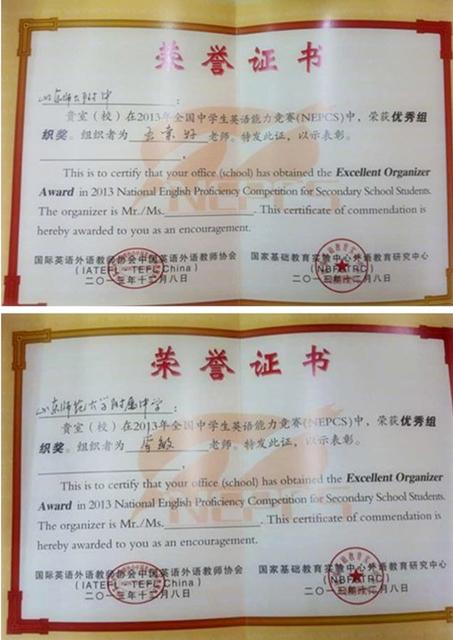 荣誉证书
山东师大附中：
贵室（校）在2013年全国中学生英语能力竞赛(NEPCS)中，荣获优秀组
织奖。组织者为 老师。特发此证，以示表彰。
This is to certify that your office (school) has obtained the Excellent Organizer
Award in 2013 National English Proficiency Competition for Secondary School Students.
The organizer is Mr./Ms. . This certificate of commendation is
hereby awarded to you as an encouragement.
国际英语外语教师协会中国英语外语教师协会
(IATEFL-TEFL China)
二〇一三年十二月八日
国家基础教育实验中心外语教育研究中心
(NBFLTRC)
二〇一三年十二月八日
荣誉证书
山东师范大学附属中学：
贵室（校）在2013年全国中学生英语能力竞赛(NEPCS)中，荣获优秀组
织奖。组织者为 老师。特发此证，以示表彰。
This is to certify that your office (school) has obtained the Excellent Organizer
Award in 2013 National English Proficiency Competition for Secondary School Students.
The organizer is Mr./Ms. . This certificate of commendation is
hereby awarded to you as an encouragement.
国际英语外语教师协会中国英语外语教师协会
(IATEFL-TEFL China)
二〇一三年十二月八日
国家基础教育实验中心外语教育研究中心
(NBFLTRC)
二〇一三年十二月八日